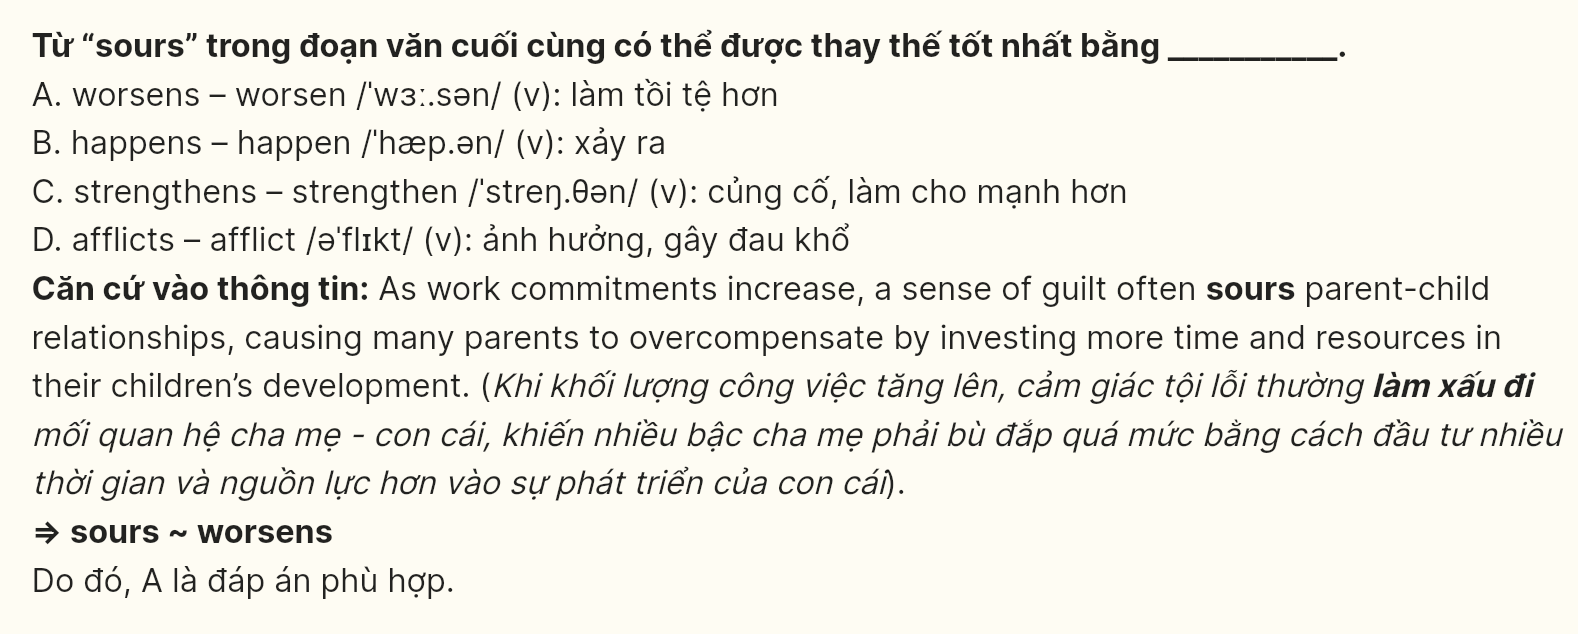 Từ “sours” trong đoạn văn cuối cùng có thể được thay thế tốt nhất bằng ___________.
A. worsens – worsen /ˈwɜː.sən/ (v): làm tồi tệ hơn
B. happens – happen /ˈhæp.ən/ (v): xảy ra
C. strengthens – strengthen /ˈstreŋ.θən/ (v): củng cố, làm cho mạnh hơn
D. afflicts – afflict /əˈflɪkt/ (v): ảnh hưởng, gây đau khổ
Căn cứ vào thông tin: As work commitments increase, a sense of guilt often sours parent-child
relationships, causing many parents to overcompensate by investing more time and resources in
their children’s development. (Khi khối lượng công việc tăng lên, cảm giác tội lỗi thường làm xấu đi
mối quan hệ cha mẹ - con cái, khiến nhiều bậc cha mẹ phải bù đắp quá mức bằng cách đầu tư nhiều
thời gian và nguồn lực hơn vào sự phát triển của con cái).
⇒ sours ~ worsens
Do đó, A là đáp án phù hợp.